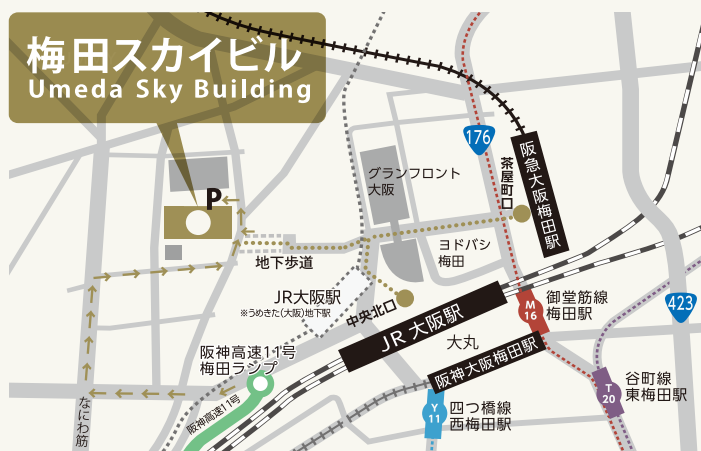 梅田スカイビル
Umeda Sky Building
176
阪急大阪梅田駅
茶屋町口
グランフロント
大阪
P
ヨドバシ
梅田
地下歩道
JR大阪駅
※うめきた(大阪)地下駅
中央北口
JR大阪駅
M
16
御堂筋線
梅田駅
423
大丸
阪神高速11号
梅田ランプ
阪神大阪梅田駅
谷町線
東梅田駅
T
20
Y
11
四つ橋線
西梅田駅
なにわ筋
阪神高速11号